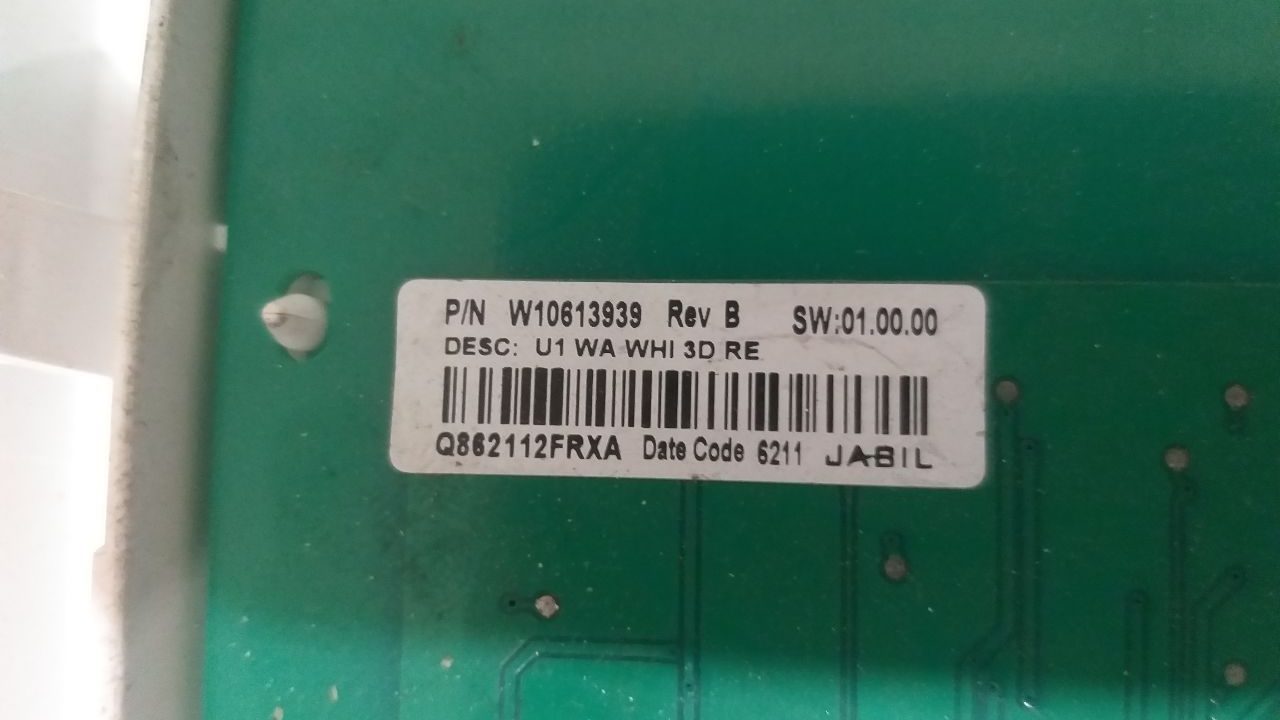 P/N W10613939 Rev B SW:01.00.00
DESC: U1 WA WHI 3D RE
Q862112FRXA Date Code 6211 JABIL